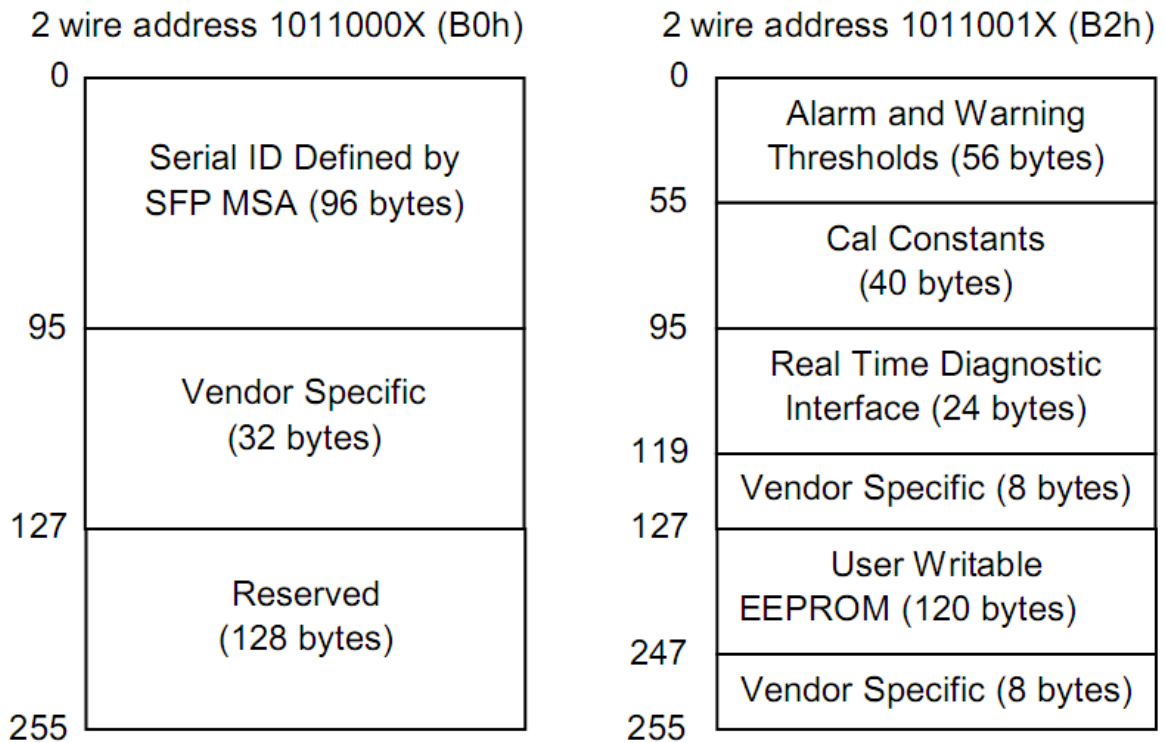 2 wire address 1011000X (B0h)
0
Serial ID Defined by
SFP MSA (96 bytes)
95
Vendor Specific
(32 bytes)
127
Reserved
(128 bytes)
255
2 wire address 1011001X (B2h)
0
Alarm and Warning
Thresholds (56 bytes)
55
Cal Constants
(40 bytes)
95
Real Time Diagnostic
Interface (24 bytes)
119
Vendor Specific (8 bytes)
127
User Writable
EEPROM (120 bytes)
247
Vendor Specific (8 bytes)
255